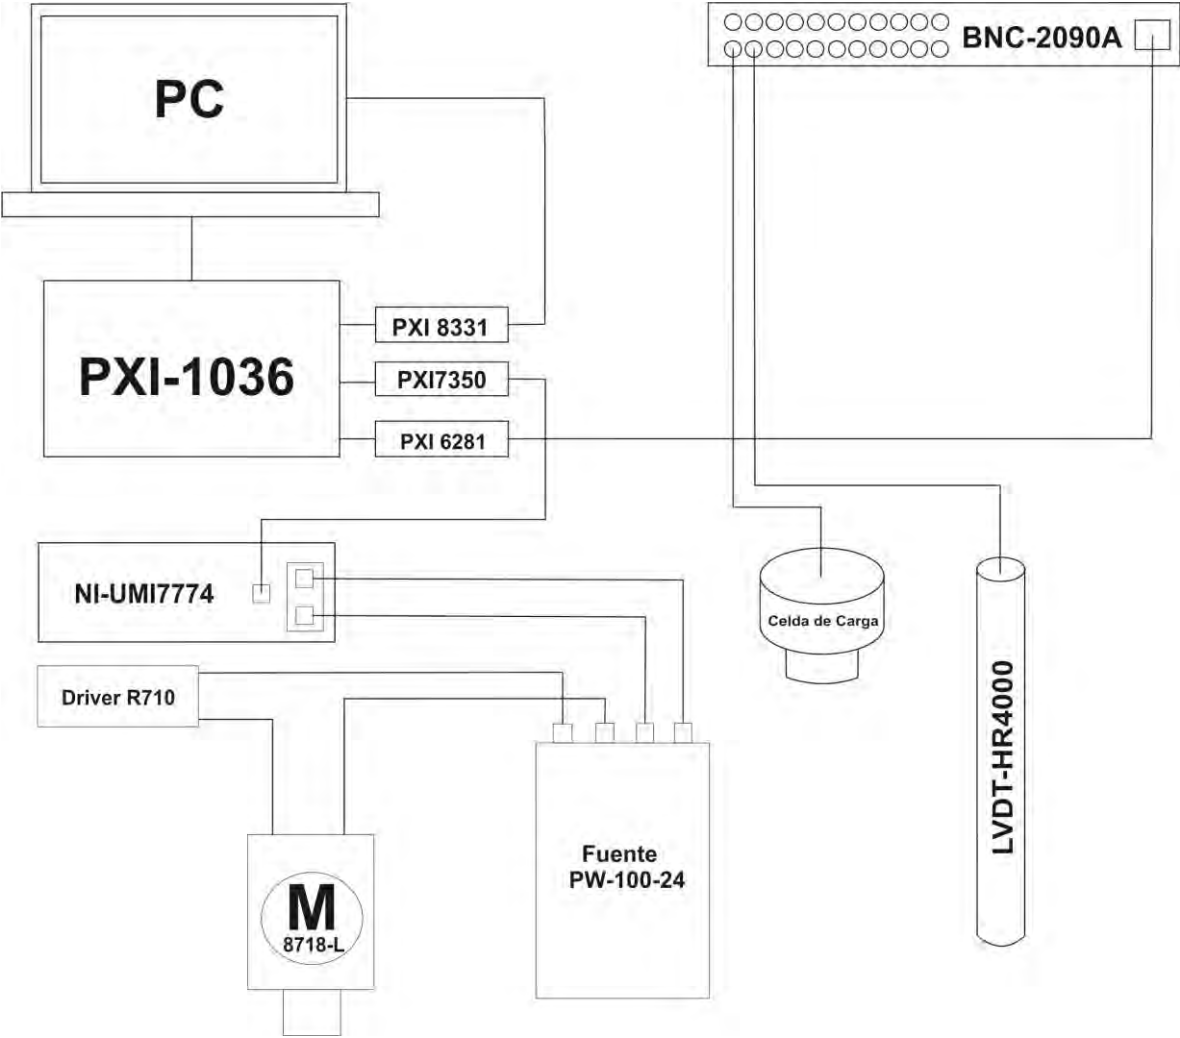 PC
BNC-2090A
PXI-1036
PXI 8331
PXI7350
PXI 6281
NI-UMI7774
Driver R710
Celda de Carga
LVDT-HR4000
Fuente
PW-100-24
M
8718-L